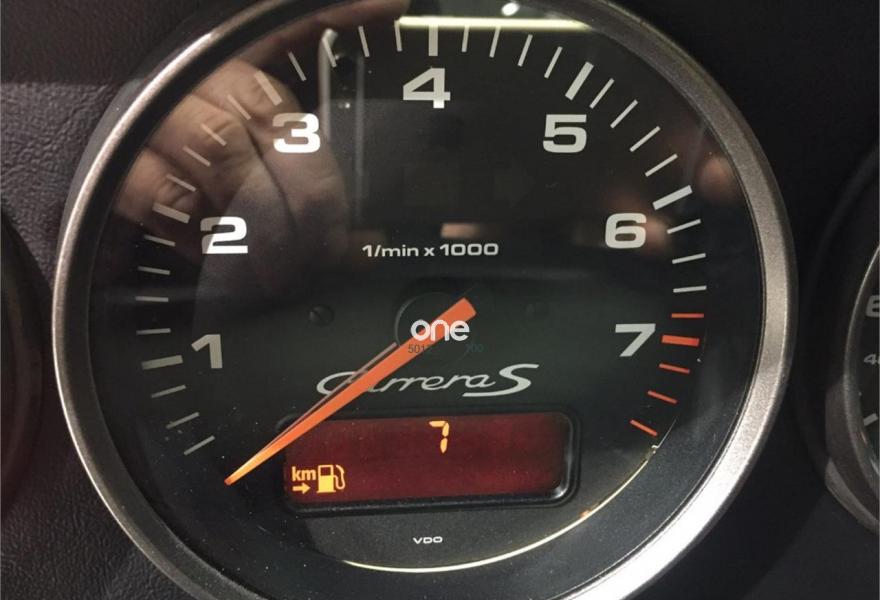 4
3 5
2 6
1/min x 1000
one
1 7
Carrera S
7
km
VDO